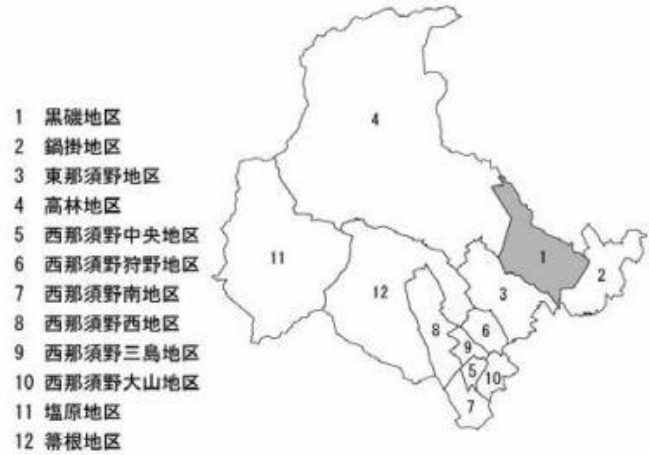 1 黒磯地区
2 鍋掛地区
3 東那須野地区
4 高林地区
5 西那須野中央地区
6 西那須野狩野地区
7 西那須野南地区
8 西那須野西地区
9 西那須野三島地区
10 西那須野大山地区
11 塩原地区
12 箒根地区
4
1
2
11
12
3
8
6
9
5
10
7